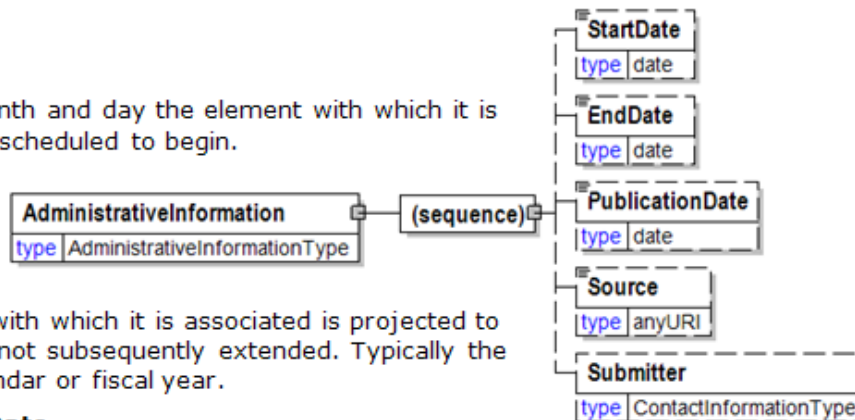 StartDate
type date
nth and day the element with which it is
scheduled to begin.
EndDate
type date
AdministrativeInformation
type AdministrativeInformationType
(sequence)
PublicationDate
type date
Source
type anyURI
with which it is associated is projected to
not subsequently extended. Typically the
ndar or fiscal year.
Submitter
type ContactInformationType